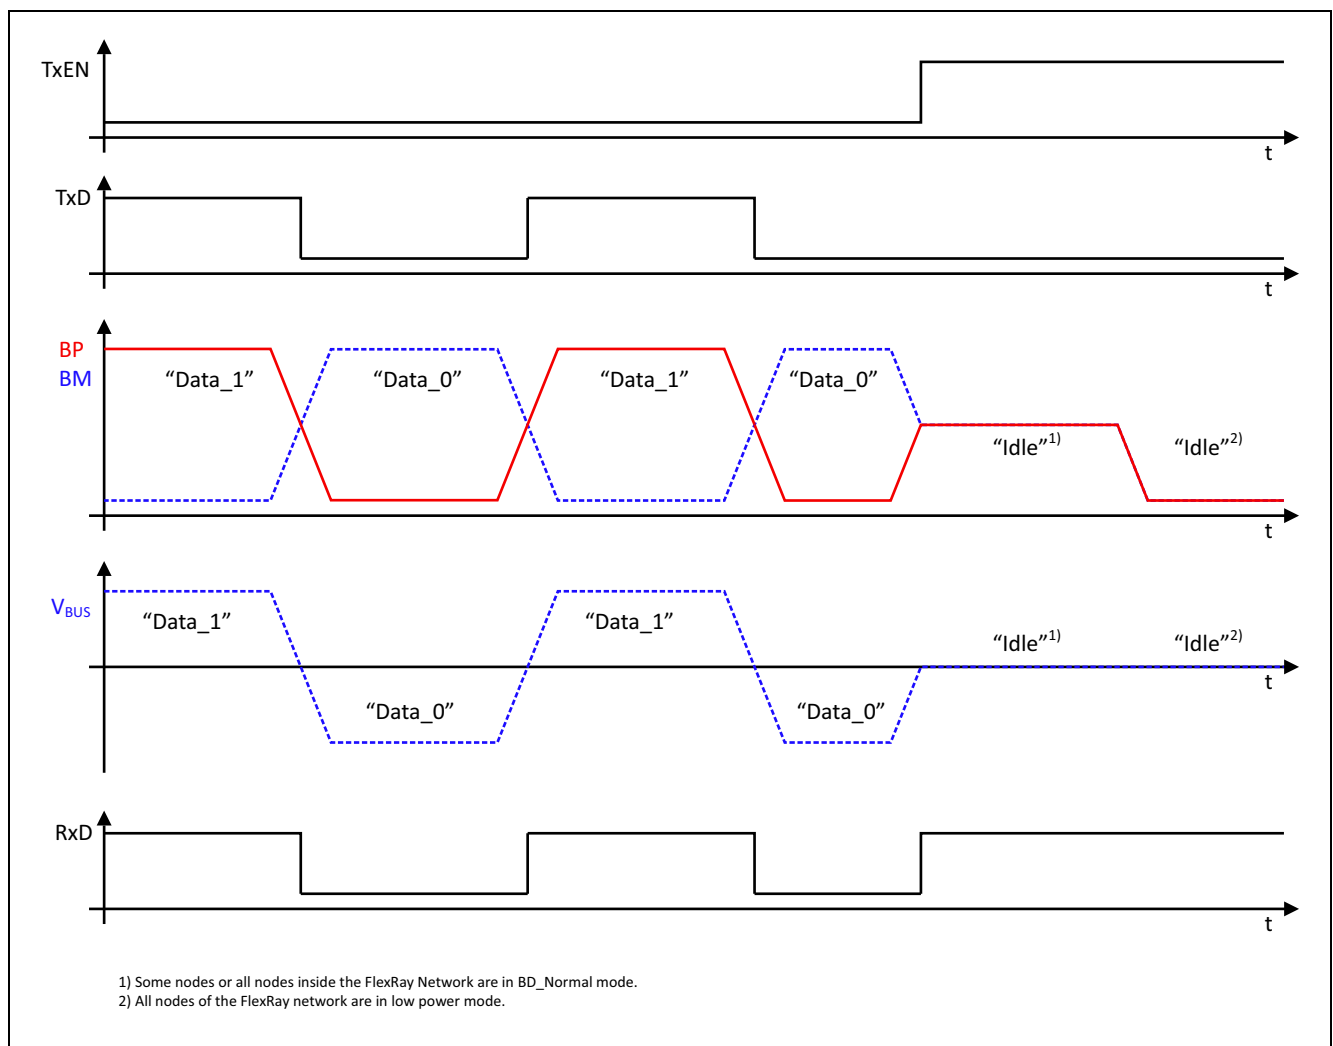 TxEN
t
TxD
t
BP
BM
“Data_1”
“Data_0”
“Data_1”
“Data_0”
“Idle”1)
“Idle”2)
t
VBUS
“Data_1”
“Data_0”
“Data_1”
“Data_0”
“Idle”1)
“Idle”2)
t
RxD
t
1) Some nodes or all nodes inside the FlexRay Network are in BD_Normal mode.
2) All nodes of the FlexRay network are in low power mode.